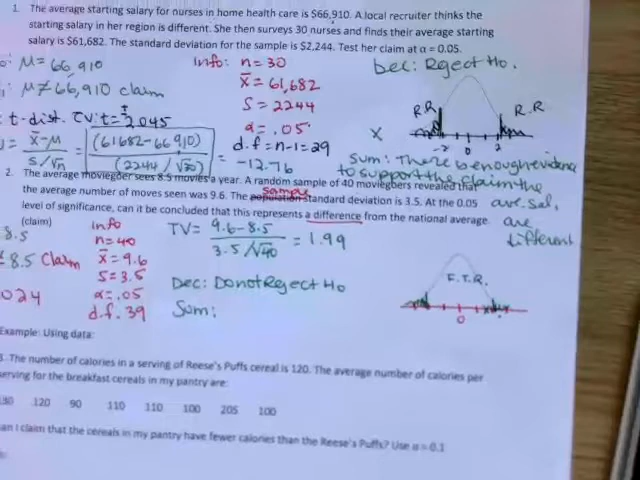 1. The average starting salary for nurses in home health care is $66,910. A local recruiter thinks the
starting salary in her region is different. She then surveys 30 nurses and finds their average starting
salary is $61,682. The standard deviation for the sample is $2,244. Test her claim at α = 0.05.
μ = 66,910
Info: n = 30
Dec: Reject Ho.
μ ≠ 66,910 claim
x̄ = 61,682
S = 2244
R.R
R.R.
t-dist. TV: t = ± 2.045
α = .05
X
x̄ - μ
S/√n
=
(61682 - 66910)
(2244/√30)
= -12.76
d.f = n-1 = 29
-2 0 2
Sum: There is enough evidence
to support the claim the
ave. sal.
are
different
2. The average moviegoer sees 8.5 movies a year. A random sample of 40 moviegoers revealed that
the average number of moves seen was 9.6. The population sample standard deviation is 3.5. At the 0.05
level of significance, can it be concluded that this represents a difference from the national average.
(claim)
8.5
Info
n = 40
TV = 9.6 - 8.5
3.5/√40
= 1.99
≠ 8.5 Claim
x̄ = 9.6
S = 3.5
Dec: Do not Reject Ho
F.T.R.
024
α = .05
d.f. 39
Sum:
0
Example: Using data:
3. The number of calories in a serving of Reese's Puffs cereal is 120. The average number of calories per
serving for the breakfast cereals in my pantry are:
130 120 90 110 110 100 205 100
an I claim that the cereals in my pantry have fewer calories than the Reese's Puffs? Use α = 0.1